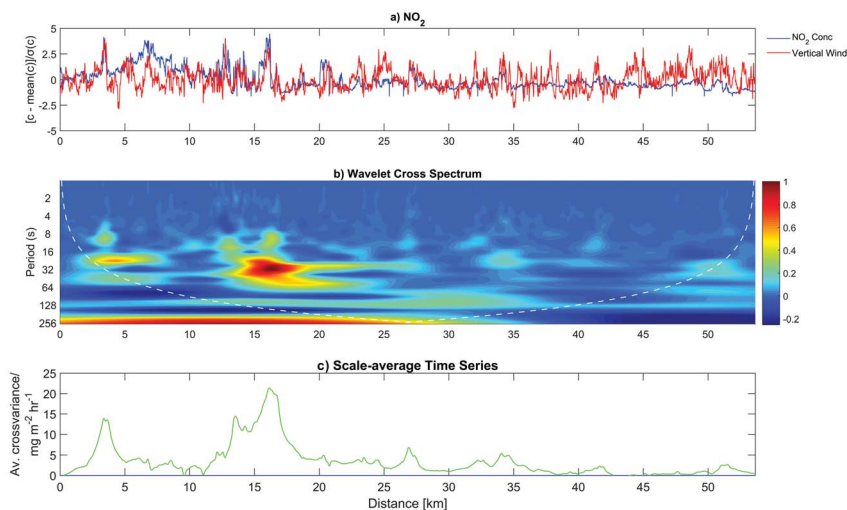 a) NO2
[c - mean(c)]/σ(c)
5
2.5
0
-2.5
-5
0 5 10 15 20 25 30 35 40 45 50
NO2 Conc
Vertical Wind
b) Wavelet Cross Spectrum
Period (s)
2
4
8
16
32
64
128
256
0 5 10 15 20 25 30 35 40 45 50
1
0.8
0.6
0.4
0.2
0
-0.2
c) Scale-average Time Series
Av. crosscovariance/
mg m-2 hr-1
25
20
15
10
5
0
0 5 10 15 20 25 30 35 40 45 50
Distance [km]